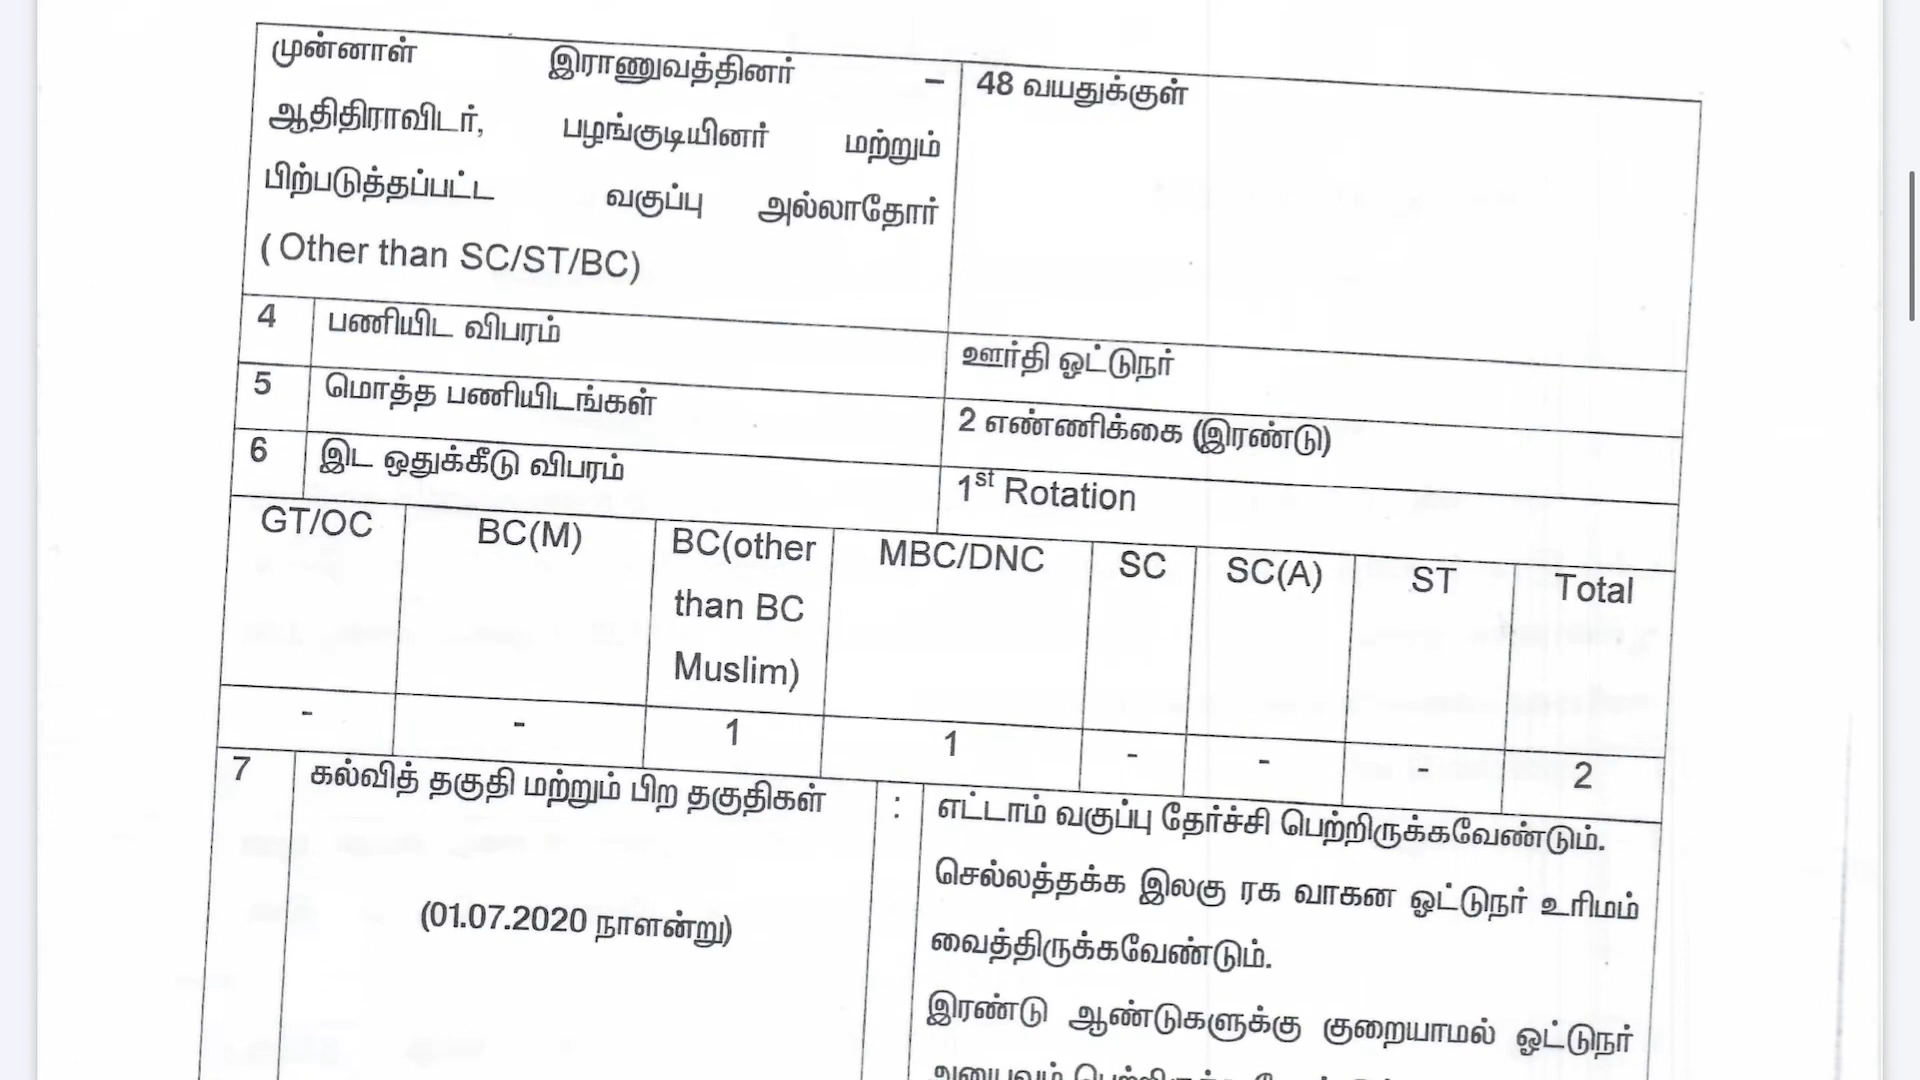 முன்னாள் இராணுவத்தினர் – 48 வயதுக்குள்
ஆதிதிராவிடர், பழங்குடியினர் மற்றும்
பிற்படுத்தப்பட்ட வகுப்பு அல்லாதோர்
( Other than SC/ST/BC)
4 பணியிட விபரம் ஊர்தி ஓட்டுநர்
5 மொத்த பணியிடங்கள் 2 எண்ணிக்கை (இரண்டு)
6 இட ஒதுக்கீடு விபரம் 1st Rotation
GT/OC BC(M) BC(other MBC/DNC SC SC(A) ST Total
than BC
Muslim)
- - 1 1 - - - 2
7 கல்வித் தகுதி மற்றும் பிற தகுதிகள் : எட்டாம் வகுப்பு தேர்ச்சி பெற்றிருக்கவேண்டும்.
செல்லத்தக்க இலகு ரக வாகன ஓட்டுநர் உரிமம்
(01.07.2020 நாளன்று) வைத்திருக்கவேண்டும்.
இரண்டு ஆண்டுகளுக்கு குறையாமல் ஓட்டுநர்